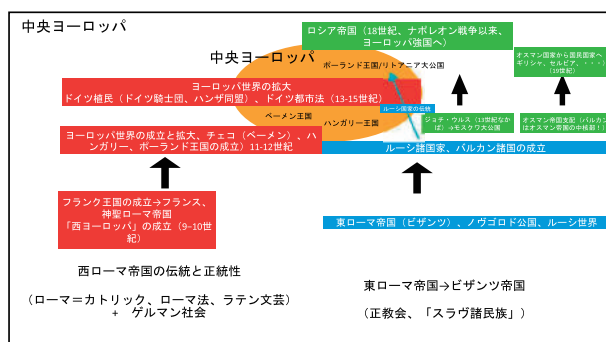 中央ヨーロッパ
ロシア帝国（18世紀、ナポレオン戦争以来、
ヨーロッパ強国へ）
中央ヨーロッパ
ポーランド王国/リトアニア大公国
オスマン国家から国民国家へ
ギリシャ、セルビア、・・・）
（19世紀）
ヨーロッパ世界の拡大
ドイツ植民（ドイツ騎士団、ハンザ同盟）、ドイツ都市法（13-15世紀）
ルーシ国家の伝統
ベーメン王国
ハンガリー王国
ジョチ・ウルス（13世紀なか
ば）→モスクワ大公国
オスマン帝国支配（バルカン
はオスマン帝国の中核部！）
ヨーロッパ世界の成立と拡大、チェコ（ベーメン）、ハ
ンガリー、ポーランド王国の成立）11-12世紀
ルーシ諸国家、バルカン諸国の成立
フランク王国の成立→フランス、
神聖ローマ帝国
「西ヨーロッパ」の成立（9-10世
紀）
東ローマ帝国（ビザンツ）、ノヴゴロド公国、ルーシ世界
西ローマ帝国の伝統と正統性
（ローマ＝カトリック、ローマ法、ラテン文芸）
+　ゲルマン社会
東ローマ帝国→ビザンツ帝国
（正教会、「スラヴ諸民族」）